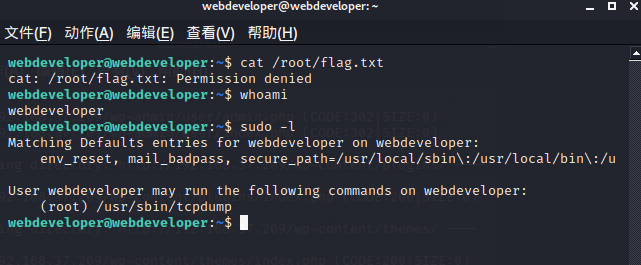 webdeveloper@webdeveloper: ~
文件(F) 动作(A) 编辑(E) 查看(V) 帮助(H)
webdeveloper@webdeveloper:~$ cat /root/flag.txt
cat: /root/flag.txt: Permission denied
webdeveloper@webdeveloper:~$ whoami
webdeveloper
webdeveloper@webdeveloper:~$ sudo -l
Matching Defaults entries for webdeveloper on webdeveloper:
env_reset, mail_badpass, secure_path=/usr/local/sbin\:/usr/local/bin\:/u
User webdeveloper may run the following commands on webdeveloper:
(root) /usr/sbin/tcpdump
webdeveloper@webdeveloper:~$